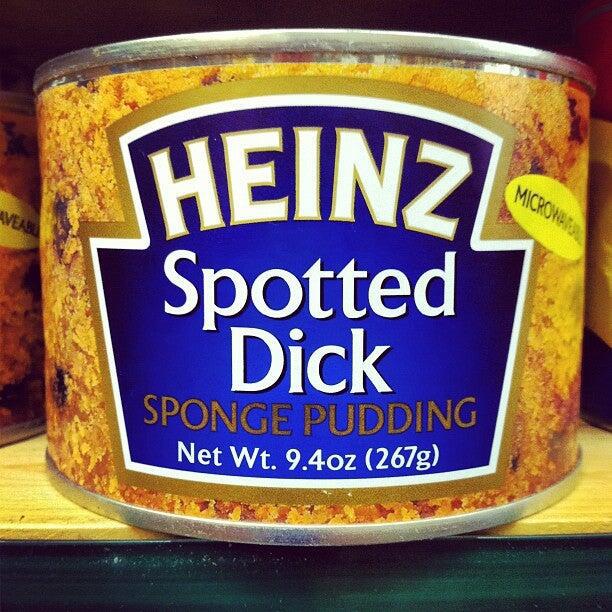 HEINZ
Spotted
Dick
SPONGE PUDDING
Net Wt. 9.4oz (267g)
MICROWAVEABLE